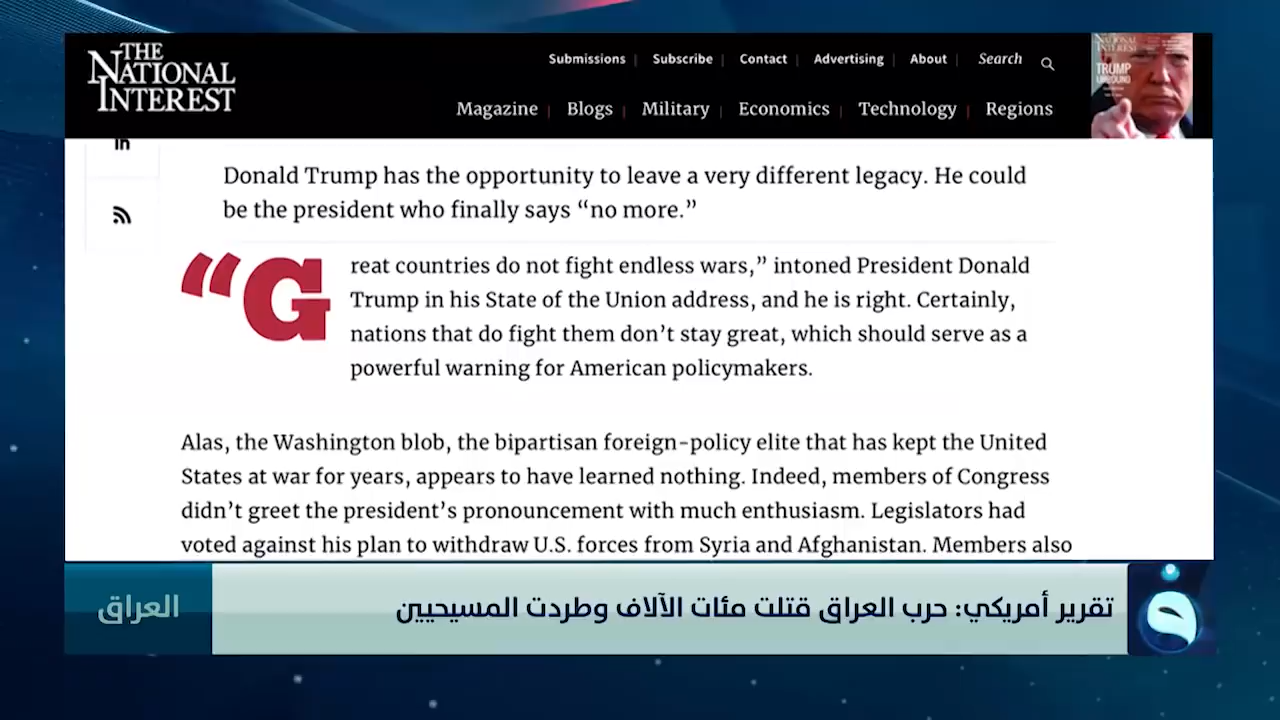 THE
NATIONAL
INTEREST
Submissions
Subscribe
Contact
Advertising
About
Search
Magazine
Blogs
Military
Economics
Technology
Regions
TRUMP
in
Donald Trump has the opportunity to leave a very different legacy. He could
be the president who finally says “no more.”
“Great countries do not fight endless wars,” intoned President Donald
Trump in his State of the Union address, and he is right. Certainly,
nations that do fight them don’t stay great, which should serve as a
powerful warning for American policymakers.
Alas, the Washington blob, the bipartisan foreign-policy elite that has kept the United
States at war for years, appears to have learned nothing. Indeed, members of Congress
didn’t greet the president’s pronouncement with much enthusiasm. Legislators had
voted against his plan to withdraw U.S. forces from Syria and Afghanistan. Members also
تقرير أمريكي: حرب العراق قتلت مئات الآلاف وطردت المسيحيين
العراق